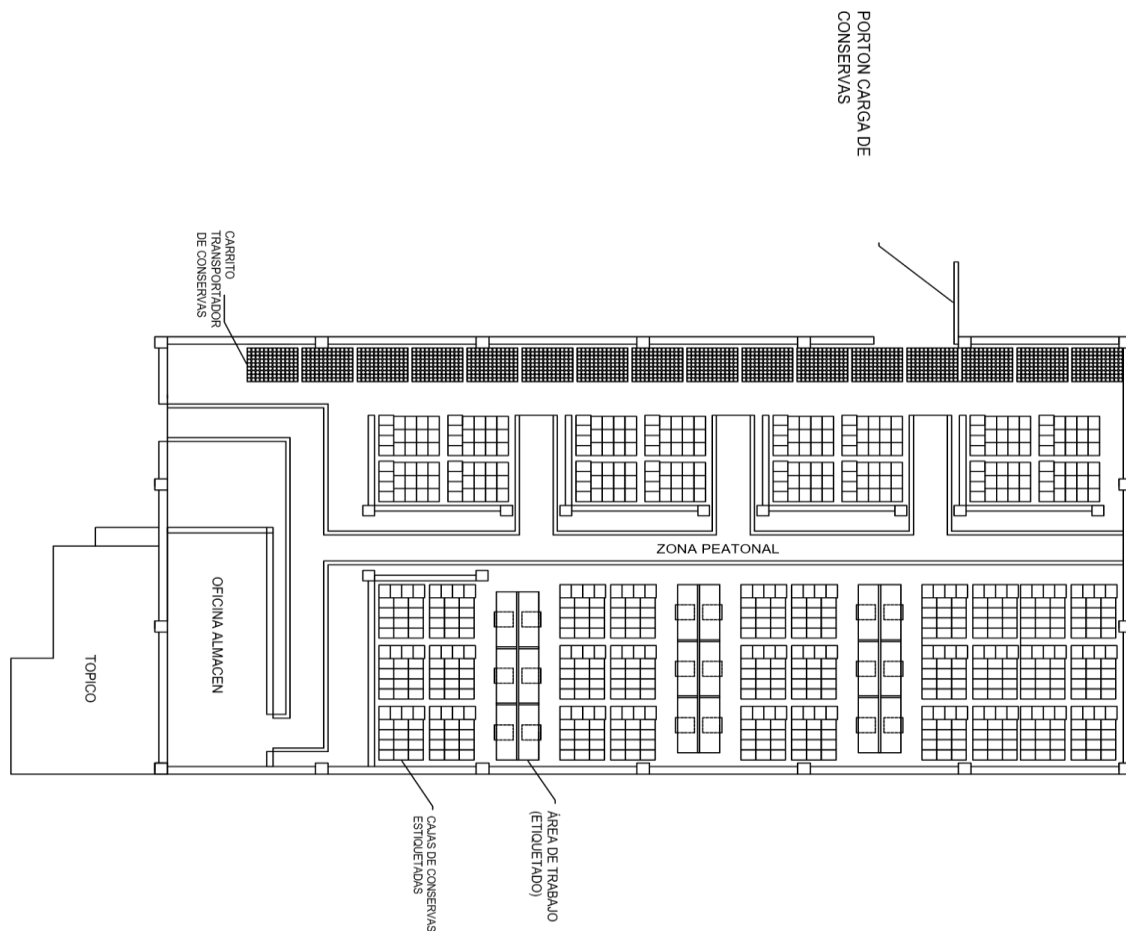 PORTON CARGA DE
CONSERVAS
CARRITO
TRANSPORTADOR
DE CONSERVAS
ZONA PEATONAL
OFICINA ALMACEN
TOPICO
ÁREA DE TRABAJO
(ETIQUETADO)
CAJAS DE CONSERVAS
ESTIQUETADAS